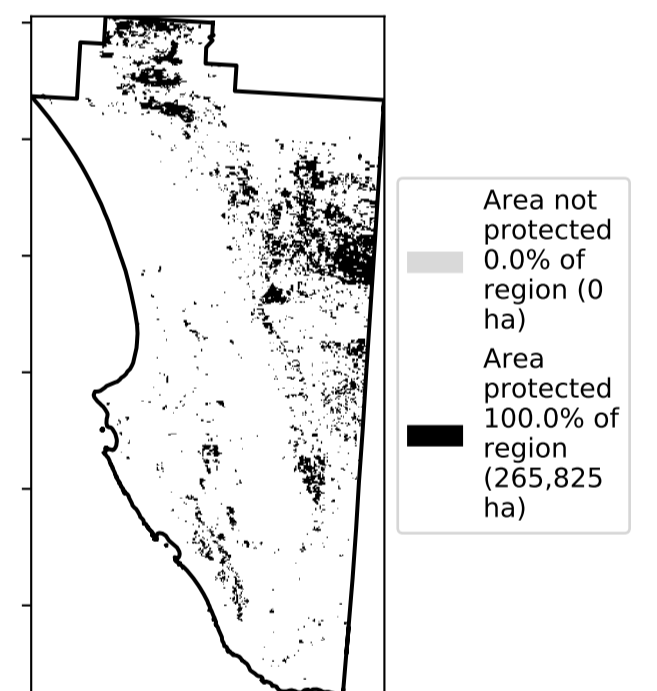 Area not
protected
0.0% of
region (0
ha)
Area
protected
100.0% of
region
(265,825
ha)